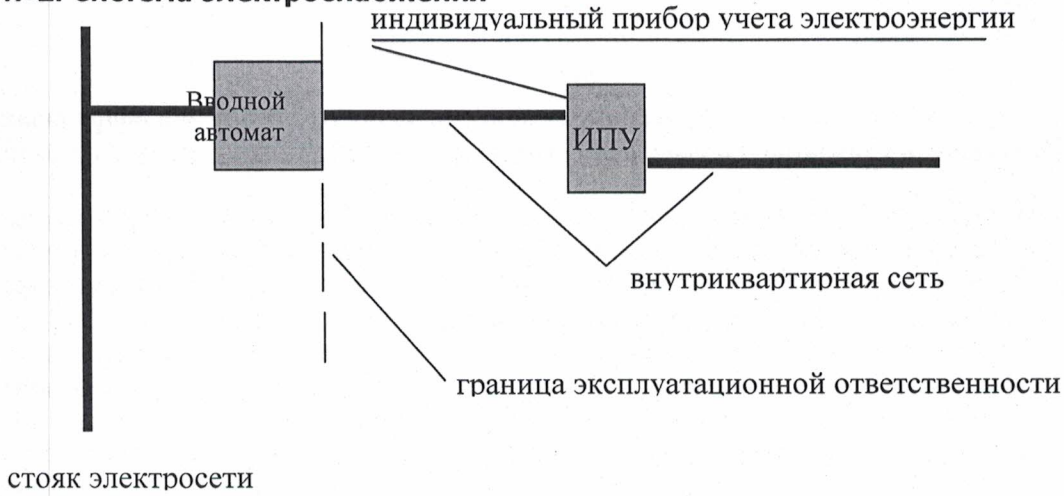 индивидуальный прибор учета электроэнергии
Вводной
автомат
ИПУ
внутриквартирная сеть
граница эксплуатационной ответственности
стояк электросети